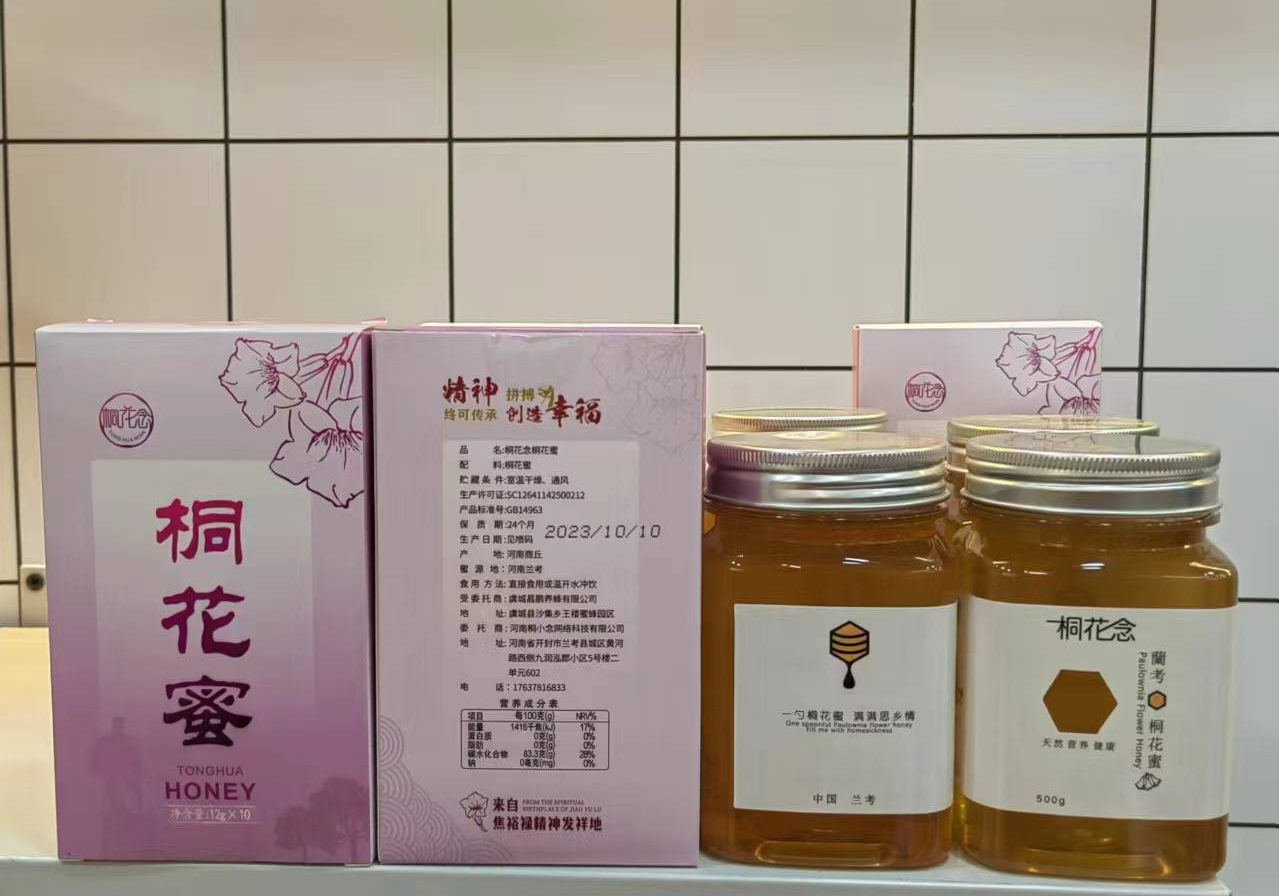 桐花念
TONG HUA NIAN
桐
花
蜜
TONGHUA
HONEY
净含量:12g×10
精神 拼搏
终可传承 创造幸福
品 名:桐花念桐花蜜
配 料:桐花蜜
贮藏条件:室温干燥、通风
生产许可证:SC12641142500212
产品标准号:GB14963
保 质 期:24个月
生产日期:见喷码
2023/10/10
产 地:河南商丘
蜜 源 地:河南兰考
食用方法:直接食用或温开水冲饮
受委托商:虞城昌鹏养蜂有限公司
地 址:虞城县沙集乡王楼蜜蜂园区
委 托 商:河南桐小念网络科技有限公司
地 址:河南省开封市兰考县城区黄河
路西侧九润泓郡小区5号楼二
单元602
电 话:17637816833
营养成分表
项目 每100克(g) NRV%
能量 1416千焦(kJ) 17%
蛋白质 0克(g) 0%
脂肪 0克(g) 0%
碳水化合物 83.3克(g) 28%
钠 0毫克(mg) 0%
来自 FROM THE SPIRITUAL
BIRTHPLACE OF JIAO YU LU
焦裕禄精神发祥地
桐花念
一勺桐花蜜 满满思乡情
One spoonful Paulownia flower honey
Fill me with homesickness
中国 兰考
桐花念
蘭考 桐花蜜
Paulownia Flower Honey
天然 营养 健康
500g